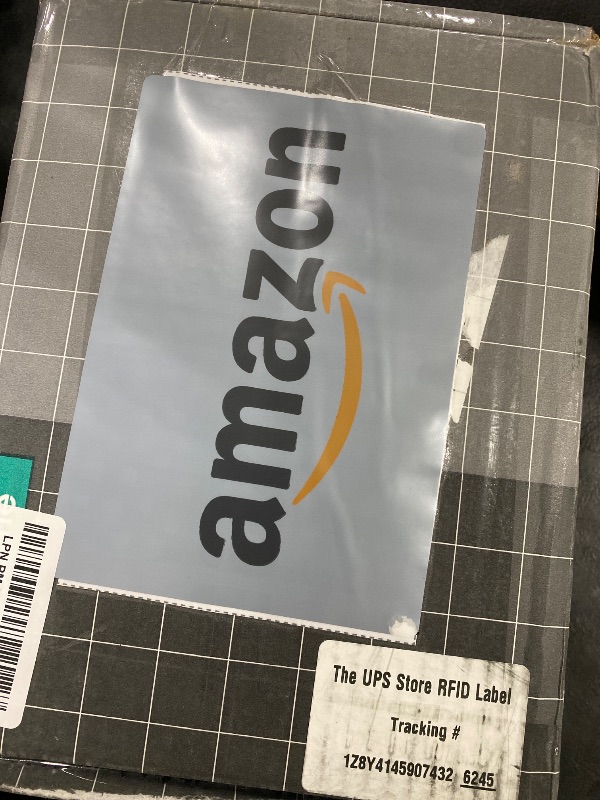 amazon
The UPS Store RFID Label
Tracking #
1Z8Y4145907432 6245
e
LPN